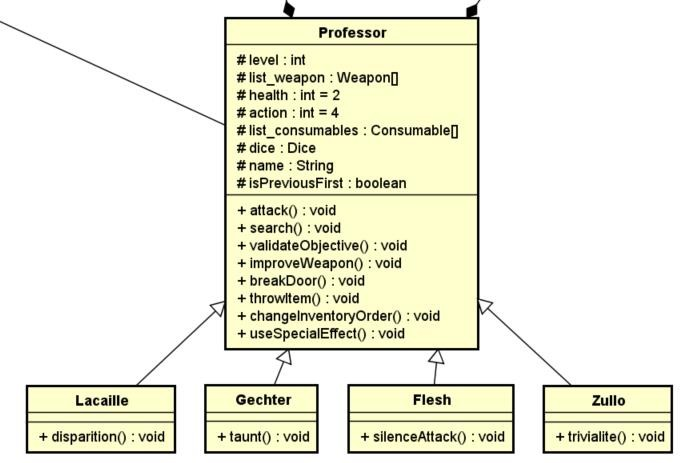 Professor
# level : int
# list_weapon : Weapon[]
# health : int = 2
# action : int = 4
# list_consumables : Consumable[]
# dice : Dice
# name : String
# isPreviousFirst : boolean
+ attack() : void
+ search() : void
+ validateObjective() : void
+ improveWeapon() : void
+ breakDoor() : void
+ throwItem() : void
+ changeInventoryOrder() : void
+ useSpecialEffect() : void
Lacaille
+ disparition() : void
Gechter
+ taunt() : void
Flesh
+ silenceAttack() : void
Zullo
+ trivialite() : void